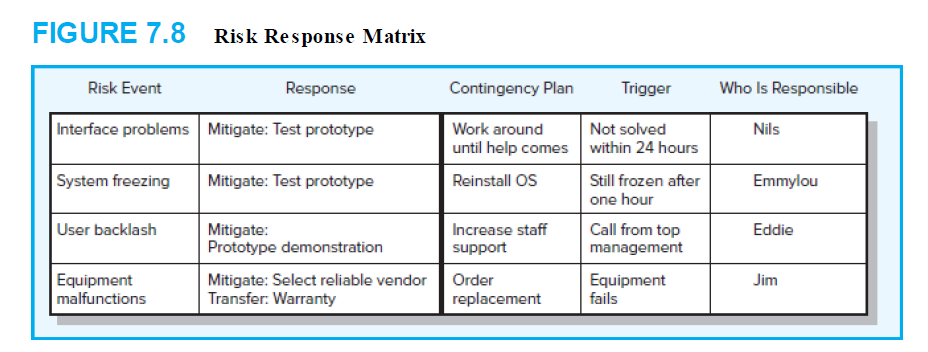 FIGURE 7.8 Risk Response Matrix
Risk Event Response Contingency Plan Trigger Who Is Responsible
Interface problems Mitigate: Test prototype Work around Not solved Nils
until help comes within 24 hours
System freezing Mitigate: Test prototype Reinstall OS Still frozen after Emmylou
one hour
User backlash Mitigate: Increase staff Call from top Eddie
Prototype demonstration support management
Equipment Mitigate: Select reliable vendor Order Equipment Jim
malfunctions Transfer: Warranty replacement fails